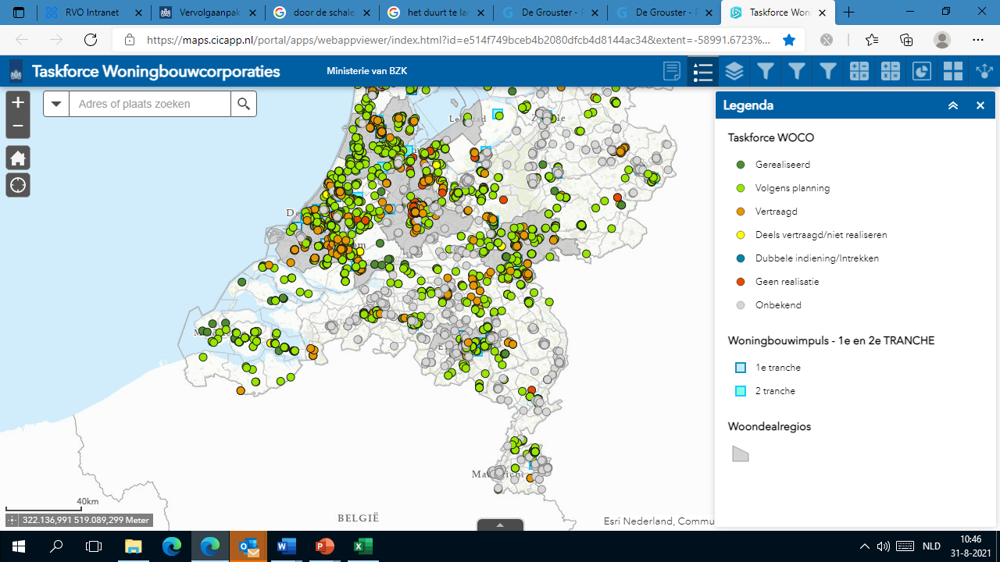 RVO Intranet
Vervolgaanpak
door de schaler
het duurt te lan
De Grouster - F
De Grouster - F
Taskforce Woni
https://maps.cicapp.nl/portal/apps/webappviewer/index.html?id=e514f749bceb4b2080dfcb4d8144ac34&extent=-58991.6723%...
Taskforce Woningbouwcorporaties
Ministerie van BZK
Adres of plaats zoeken
Legenda
Taskforce WOCO
Gerealiseerd
Volgens planning
Vertraagd
Deels vertraagd/niet realiseren
Dubbele indiening/Intrekken
Geen realisatie
Onbekend
Woningbouwimpuls - 1e en 2e TRANCHE
1e tranche
2 tranche
Woondealregios
40km
322.136,991 519.089,299 Meter
BELGIË
Esri Nederland, Commu
NLD
10:46
31-8-2021